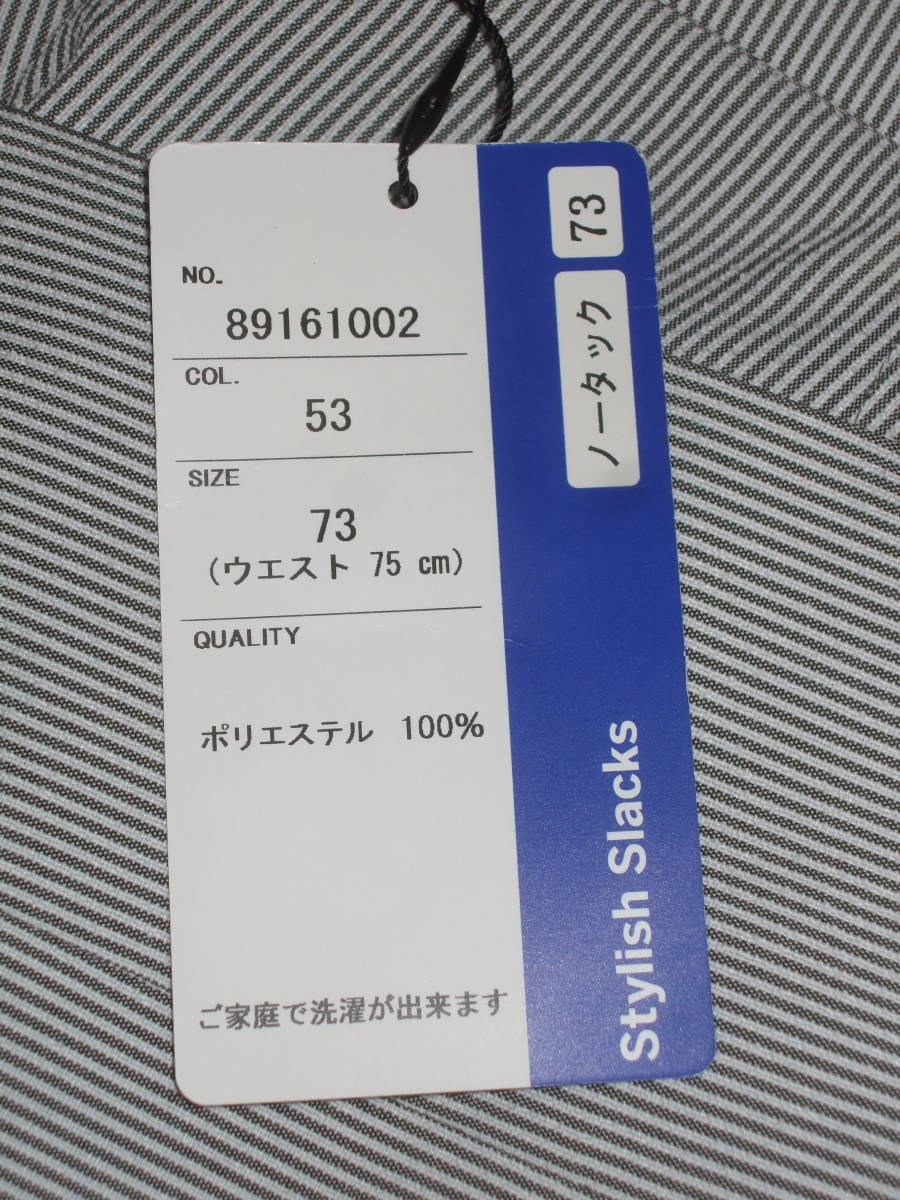 NO.
89161002
COL.
53
SIZE
73
(ウエスト 75 cm)
QUALITY
ポリエステル 100%
ご家庭で洗濯が出来ます
73
ノータック
Stylish Slacks